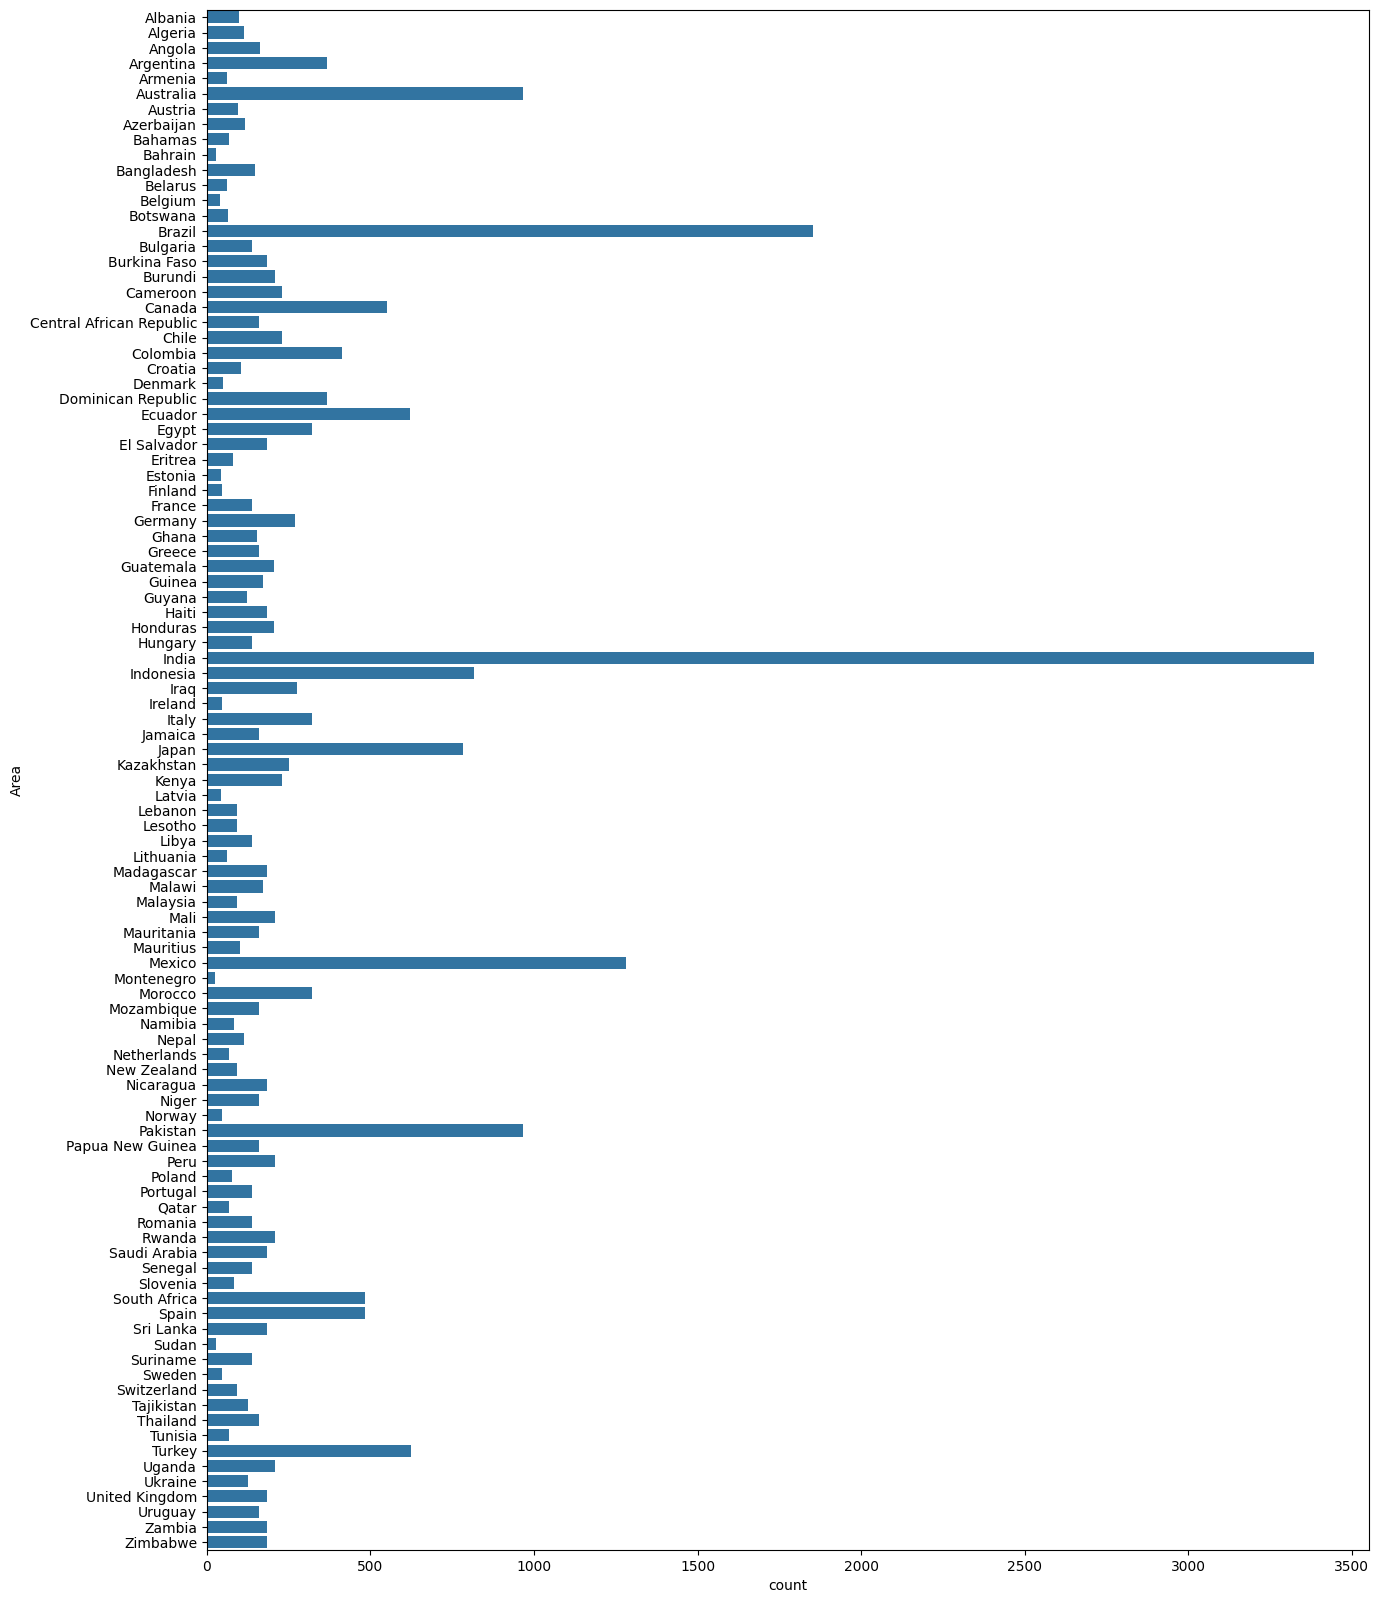 Albania
Algeria
Angola
Argentina
Armenia
Australia
Austria
Azerbaijan
Bahamas
Bahrain
Bangladesh
Belarus
Belgium
Botswana
Brazil
Bulgaria
Burkina Faso
Burundi
Cameroon
Canada
Central African Republic
Chile
Colombia
Croatia
Denmark
Dominican Republic
Ecuador
Egypt
El Salvador
Eritrea
Estonia
Finland
France
Germany
Ghana
Greece
Guatemala
Guinea
Guyana
Haiti
Honduras
Hungary
India
Indonesia
Iraq
Ireland
Italy
Jamaica
Japan
Kazakhstan
Kenya
Latvia
Lebanon
Lesotho
Libya
Lithuania
Madagascar
Malawi
Malaysia
Mali
Mauritania
Mauritius
Mexico
Montenegro
Morocco
Mozambique
Namibia
Nepal
Netherlands
New Zealand
Nicaragua
Niger
Norway
Pakistan
Papua New Guinea
Peru
Poland
Portugal
Qatar
Romania
Rwanda
Saudi Arabia
Senegal
Slovenia
South Africa
Spain
Sri Lanka
Sudan
Suriname
Sweden
Switzerland
Tajikistan
Thailand
Tunisia
Turkey
Uganda
Ukraine
United Kingdom
Uruguay
Zambia
Zimbabwe
Area
0 500 1000 1500 2000 2500 3000 3500
count